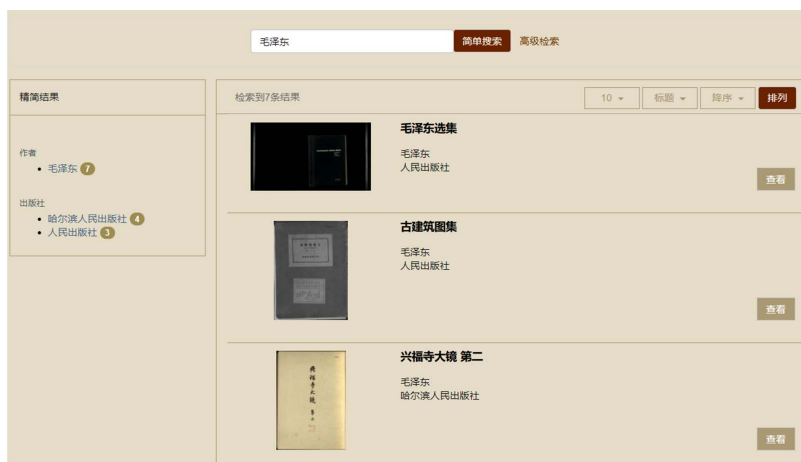 毛泽东 简单搜索 高级检索
精简结果
作者
毛泽东 7
出版社
哈尔滨人民出版社 4
人民出版社 3
检索到7条结果 10 标题 降序 排列
毛泽东选集
毛泽东
人民出版社
查看
古建筑图集
毛泽东
人民出版社
查看
兴福寺大镜 第二
毛泽东
哈尔滨人民出版社
查看